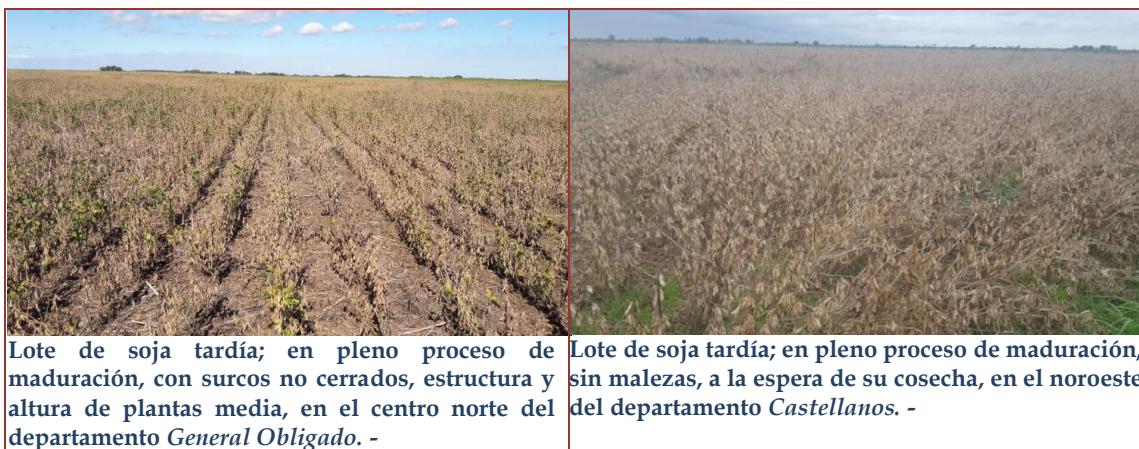 Lote de soja tardía; en pleno proceso de
maduración, con surcos no cerrados, estructura y
altura de plantas media, en el centro norte del
departamento General Obligado. -
Lote de soja tardía; en pleno proceso de maduración,
sin malezas, a la espera de su cosecha, en el noroeste
del departamento Castellanos. -